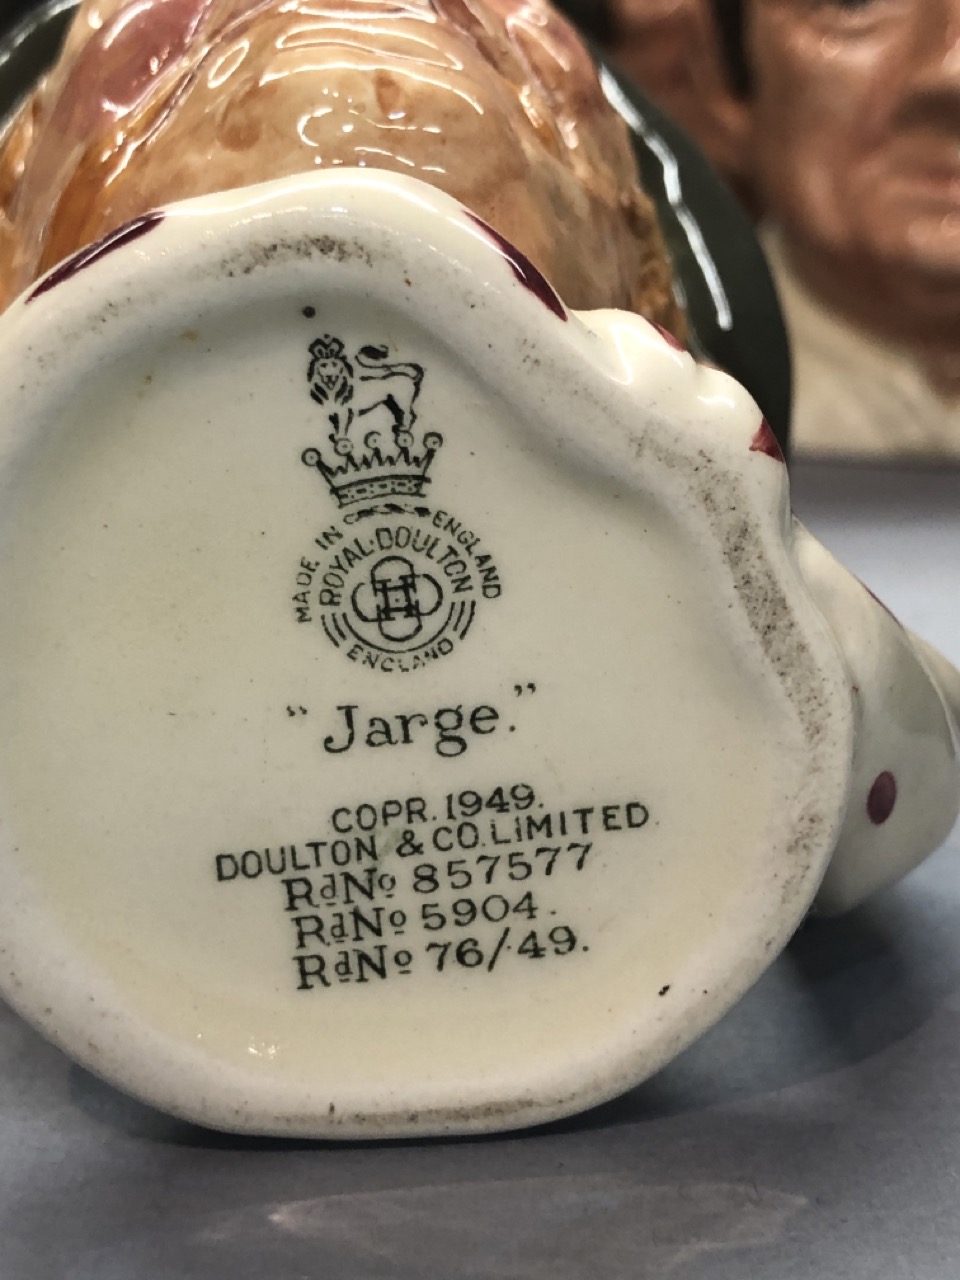 MADE IN ENGLAND
ROYAL·DOULTON
ENGLAND
“Jarge.”
COPR. 1949.
DOULTON & CO. LIMITED.
RdNo 857577
RdNo 5904.
RdNo 76/49.